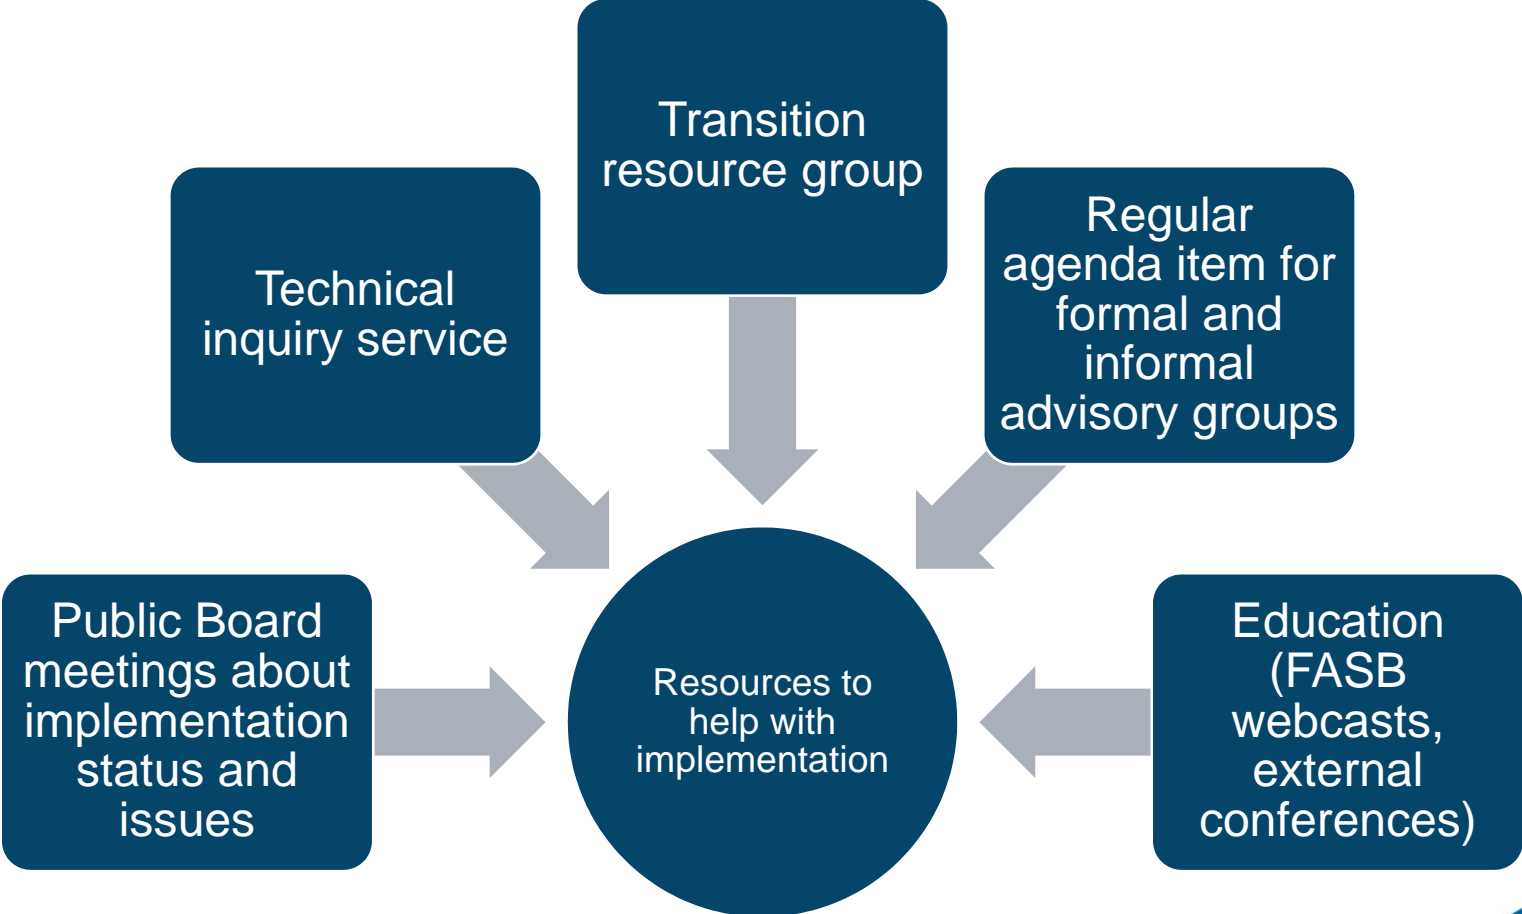 Transition
resource group
Technical
inquiry service
Regular
agenda item for
formal and
informal
advisory groups
Public Board
meetings about
implementation
status and
issues
Resources to
help with
implementation
Education
(FASB
webcasts,
external
conferences)